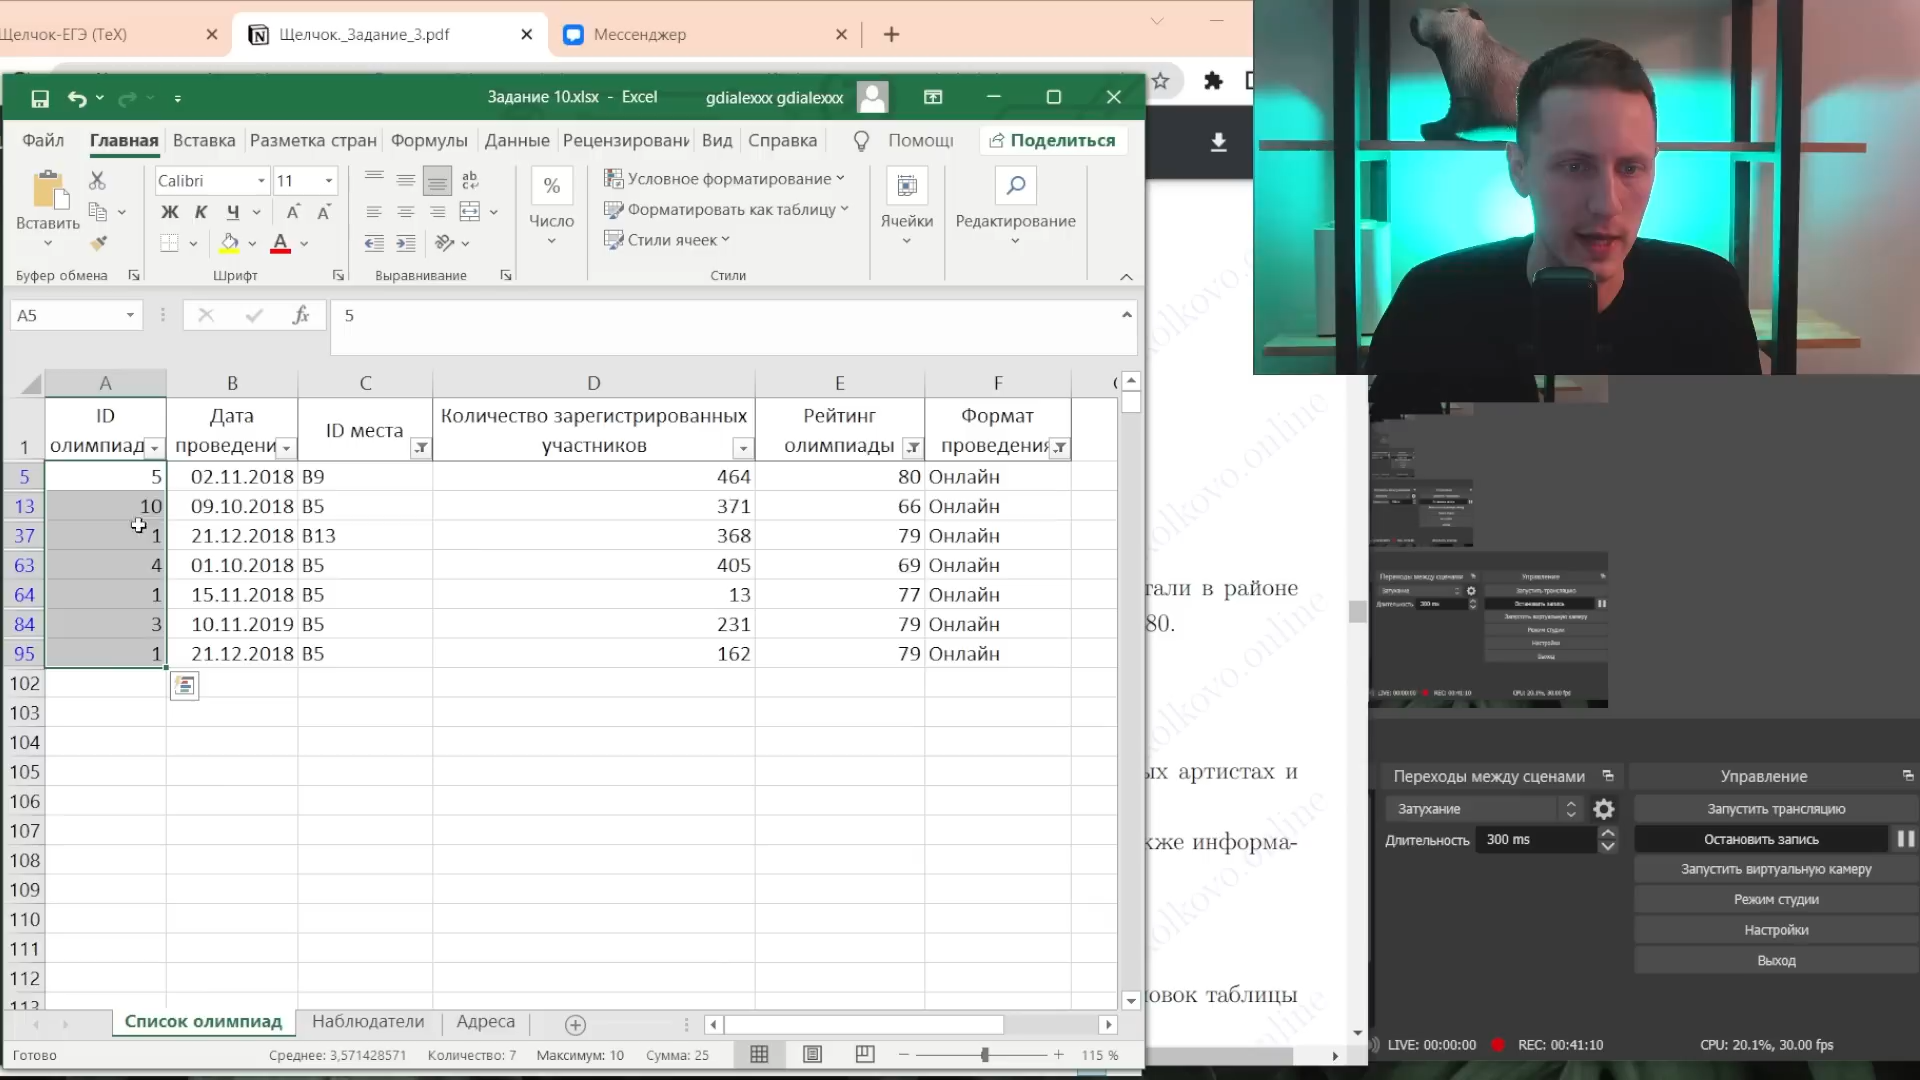 Щелчок-ЕГЭ (TeX)
Щелчок._Задание_3.pdf
Мессенджер
Задание 10.xlsx - Excel
gdialexxx gdialexxx
Файл Главная Вставка Разметка стран Формулы Данные Рецензировани Вид Справка Помощ Поделиться
Вставить
Буфер обмена
Calibri 11
Ж К Ч
Шрифт
Выравнивание
Число
Условное форматирование
Форматировать как таблицу
Стили ячеек
Стили
Ячейки
Редактирование
A5
fx
5
A B C D E F
1
ID олимпиад
Дата проведени
ID места
Количество зарегистрированных участников
Рейтинг олимпиады
Формат проведения
5 5 02.11.2018 B9 464 80 Онлайн
13 10 09.10.2018 B5 371 66 Онлайн
37 1 21.12.2018 B13 368 79 Онлайн
63 4 01.10.2018 B5 405 69 Онлайн
64 1 15.11.2018 B5 13 77 Онлайн
84 3 10.11.2019 B5 231 79 Онлайн
95 1 21.12.2018 B5 162 79 Онлайн
102
103
104
105
106
107
108
109
110
111
112
113
Список олимпиад Наблюдатели Адреса
Готово Среднее: 3,571428571 Количество: 7 Максимум: 10 Сумма: 25 115 %
тали в районе
80.
ых артистах и
кже информа-
ловок таблицы
olkovo.online
Переходы между сценами
Затухание
Длительность 300 ms
Управление
Запустить трансляцию
Остановить запись
Запустить виртуальную камеру
Режим студии
Настройки
Выход
LIVE: 00:00:00 REC: 00:41:10 CPU: 20.1%, 30.00 fps